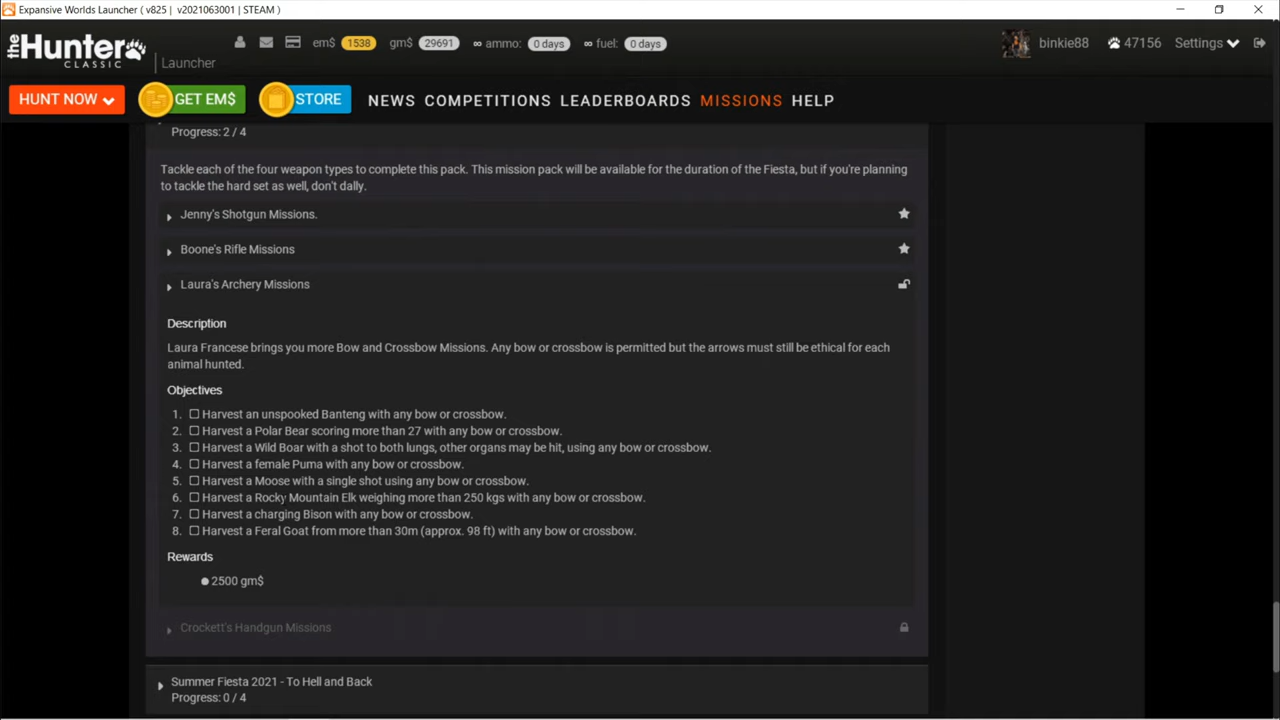 Expansive Worlds Launcher ( v825 | v2021063001 | STEAM )
theHunter CLASSIC | Launcher
em$ 1538 gm$ 29691 ∞ ammo: 0 days ∞ fuel: 0 days
binkie88 47156 Settings
HUNT NOW GET EM$ STORE NEWS COMPETITIONS LEADERBOARDS MISSIONS HELP
Progress: 2 / 4
Tackle each of the four weapon types to complete this pack. This mission pack will be available for the duration of the Fiesta, but if you're planning
to tackle the hard set as well, don't dally.
Jenny's Shotgun Missions.
Boone's Rifle Missions
Laura's Archery Missions
Description
Laura Francese brings you more Bow and Crossbow Missions. Any bow or crossbow is permitted but the arrows must still be ethical for each
animal hunted.
Objectives
1. Harvest an unspooked Banteng with any bow or crossbow.
2. Harvest a Polar Bear scoring more than 27 with any bow or crossbow.
3. Harvest a Wild Boar with a shot to both lungs, other organs may be hit, using any bow or crossbow.
4. Harvest a female Puma with any bow or crossbow.
5. Harvest a Moose with a single shot using any bow or crossbow.
6. Harvest a Rocky Mountain Elk weighing more than 250 kgs with any bow or crossbow.
7. Harvest a charging Bison with any bow or crossbow.
8. Harvest a Feral Goat from more than 30m (approx. 98 ft) with any bow or crossbow.
Rewards
2500 gm$
Crockett's Handgun Missions
Summer Fiesta 2021 - To Hell and Back
Progress: 0 / 4